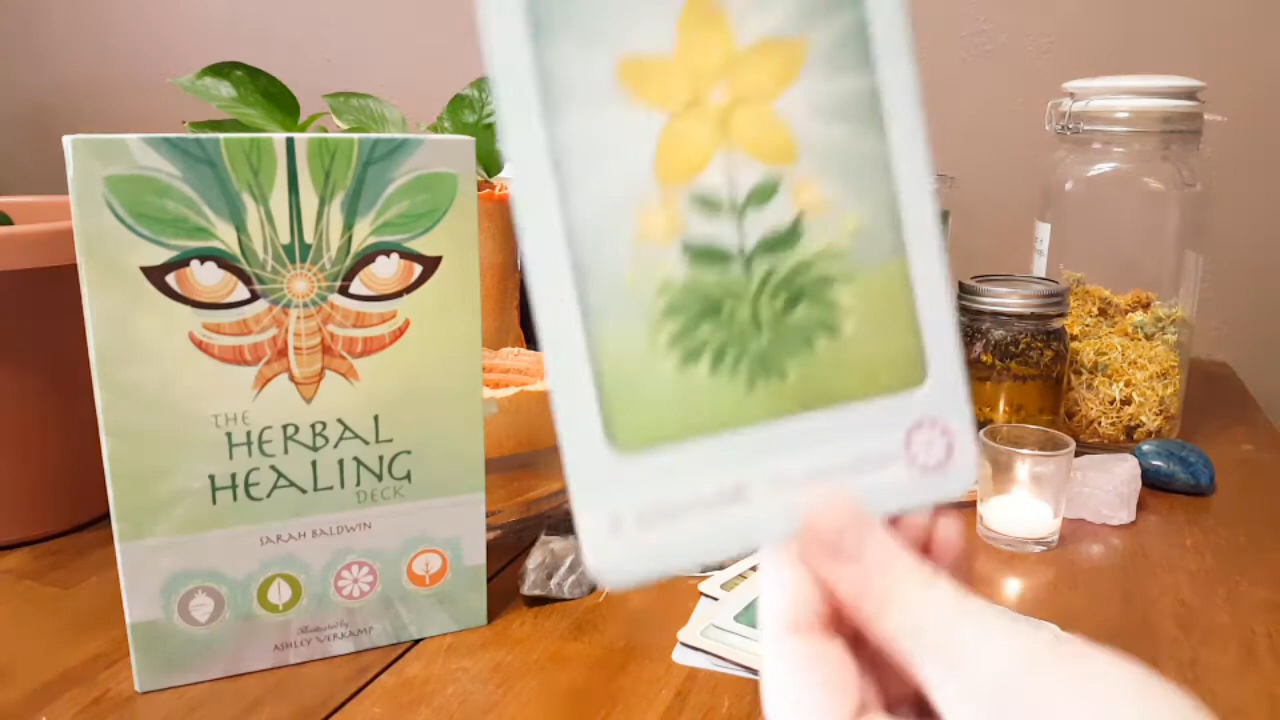 THE
HERBAL
HEALING
DECK
SARAH BALDWIN
Illustrated by
ASHLEY VERKAMP